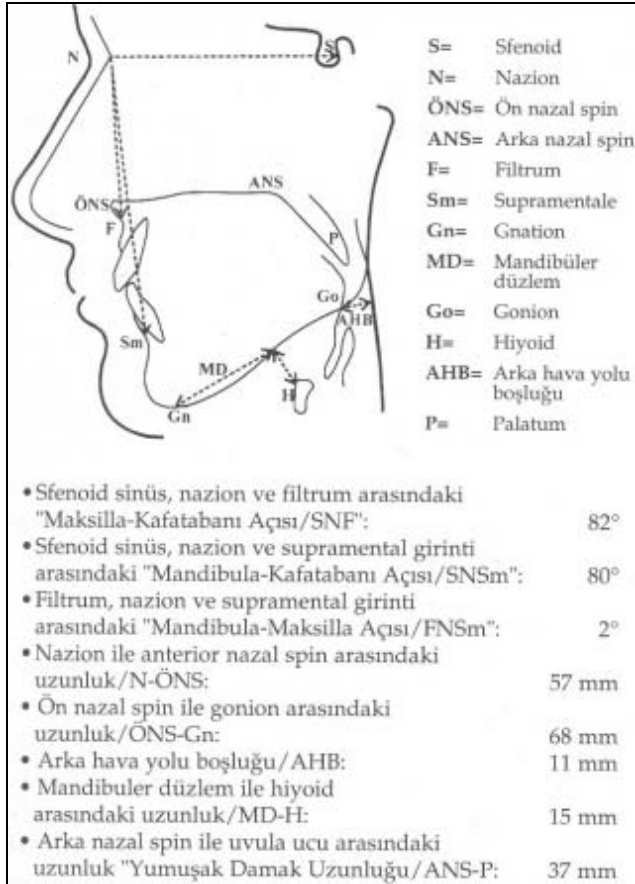 S= Sfenoid
N= Nazion
ÖNS= Ön nazal spin
ANS= Arka nazal spin
F= Filtrum
Sm= Supramentale
Gn= Gnation
MD= Mandibüler
düzlem
Go= Gonion
H= Hiyoid
AHB= Arka hava yolu
boşluğu
P= Palatum
N
S
ANS
ÖNS
F
P
Go
AHB
Sm
MD
H
Gn
• Sfenoid sinüs, nazion ve filtrum arasındaki
"Maksilla-Kafatabanı Açısı/SNF": 82°
• Sfenoid sinüs, nazion ve supramental girinti
arasındaki "Mandibula-Kafatabanı Açısı/SNSm": 80°
• Filtrum, nazion ve supramental girinti
arasındaki "Mandibula-Maksilla Açısı/FNSm": 2°
• Nazion ile anterior nazal spin arasındaki
uzunluk/N-ÖNS: 57 mm
• Ön nazal spin ile gonion arasındaki
uzunluk/ÖNS-Gn: 68 mm
• Arka hava yolu boşluğu/AHB: 11 mm
• Mandibuler düzlem ile hiyoid
arasındaki uzunluk/MD-H: 15 mm
• Arka nazal spin ile uvula ucu arasındaki
uzunluk "Yumuşak Damak Uzunluğu/ANS-P: 37 mm